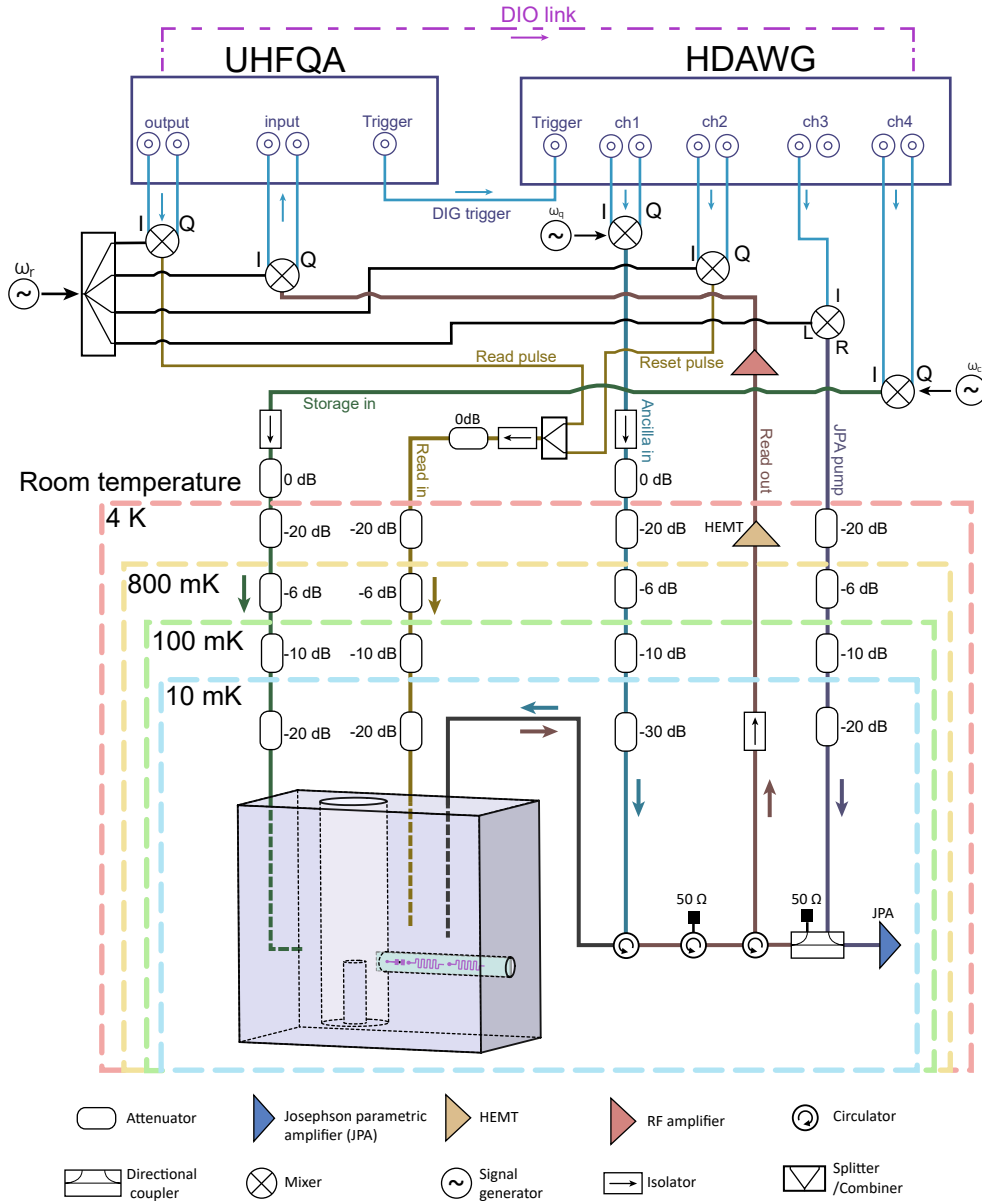 DIO link
UHFQA
HDAWG
output
input
Trigger
Trigger
ch1
ch2
ch3
ch4
DIG trigger
I
Q
I
Q
I
Q
I
Q
I
L
R
I
Q
ωr
ωq
ωc
Read pulse
Reset pulse
Storage in
0dB
Read in
Ancilla in
Read out
JPA pump
Room temperature
0 dB
0 dB
4 K
-20 dB
-20 dB
-20 dB
HEMT
-20 dB
800 mK
-6 dB
-6 dB
-6 dB
-6 dB
100 mK
-10 dB
-10 dB
-10 dB
-10 dB
10 mK
-20 dB
-20 dB
-30 dB
-20 dB
50 Ω
50 Ω
JPA
Attenuator
Josephson parametric
amplifier (JPA)
HEMT
RF amplifier
Circulator
Directional
coupler
Mixer
Signal
generator
Isolator
Splitter
/Combiner